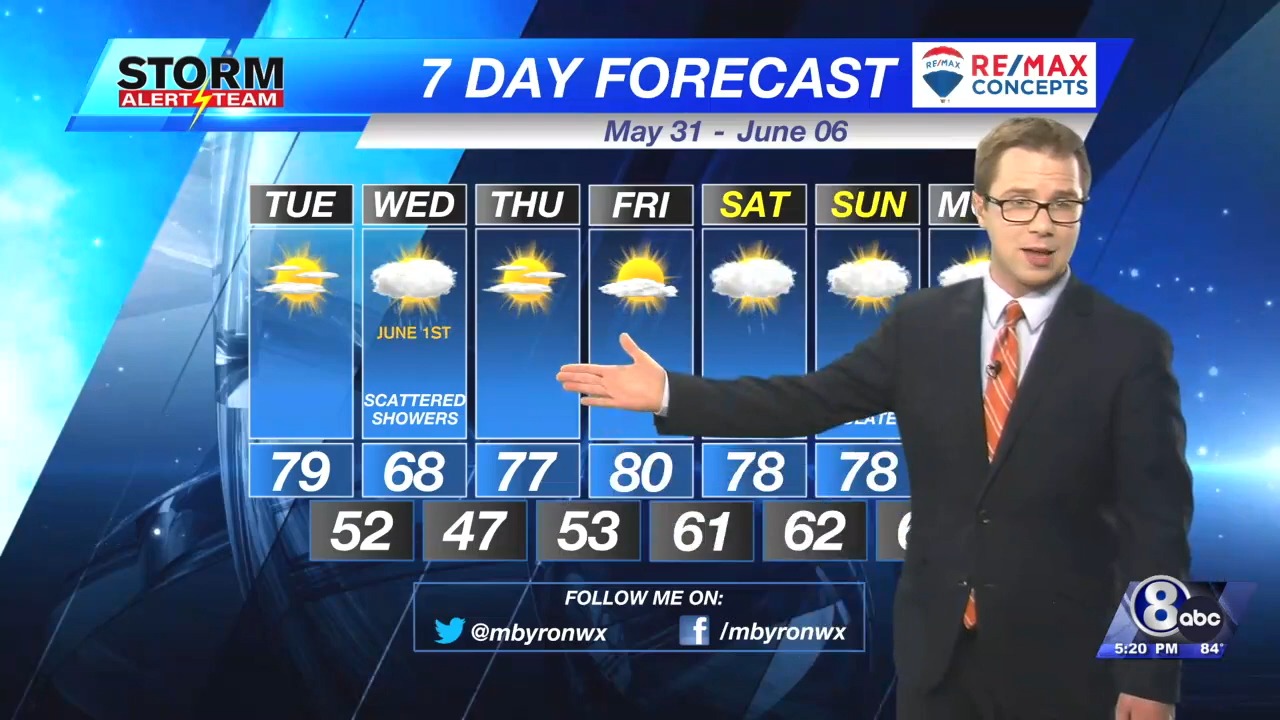 STORM
ALERT TEAM
7 DAY FORECAST
RE/MAX
RE/MAX
CONCEPTS
May 31 - June 06
TUE WED THU FRI SAT SUN
JUNE 1ST
SCATTERED
SHOWERS
79 68 77 80 78 78
52 47 53 61 62
FOLLOW ME ON:
@mbyronwx /mbyronwx
8 abc
5:20 PM 84°